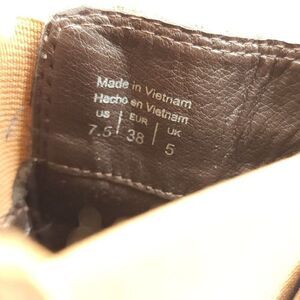 Made in Vietnam
Hecho en Vietnam
US | EUR | UK
7.5 | 38 | 5